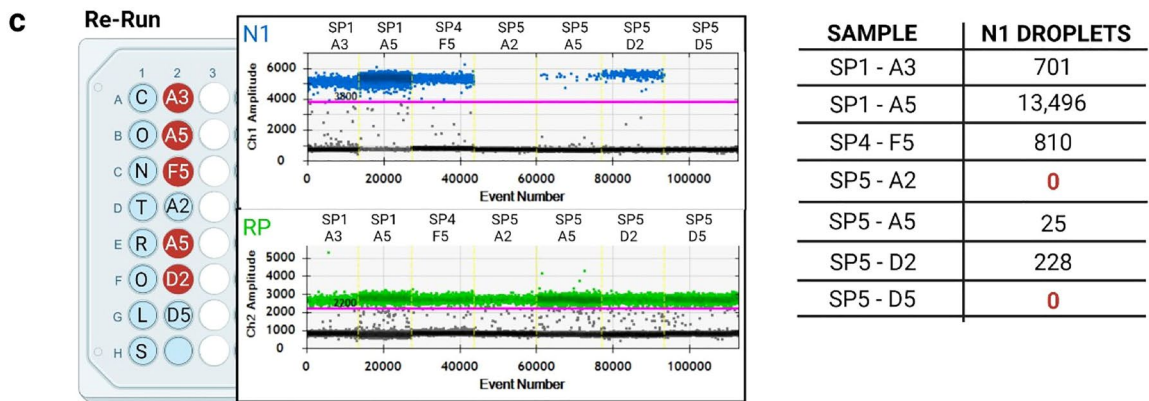 c
Re-Run
1 2 3
A C A3
B O A5
C N F5
D T A2
E R A5
F O D2
G L D5
H S
N1
SP1 SP1 SP4 SP5 SP5 SP5 SP5
A3 A5 F5 A2 A5 D2 D5
Ch1 Amplitude
6000
4000
3800
2000
0
0 20000 40000 60000 80000 100000
Event Number
RP
SP1 SP1 SP4 SP5 SP5 SP5 SP5
A3 A5 F5 A2 A5 D2 D5
Ch2 Amplitude
5000
4000
3000
2200
2000
1000
0
0 20000 40000 60000 80000 100000
Event Number
SAMPLE N1 DROPLETS
SP1 - A3 701
SP1 - A5 13,496
SP4 - F5 810
SP5 - A2 0
SP5 - A5 25
SP5 - D2 228
SP5 - D5 0